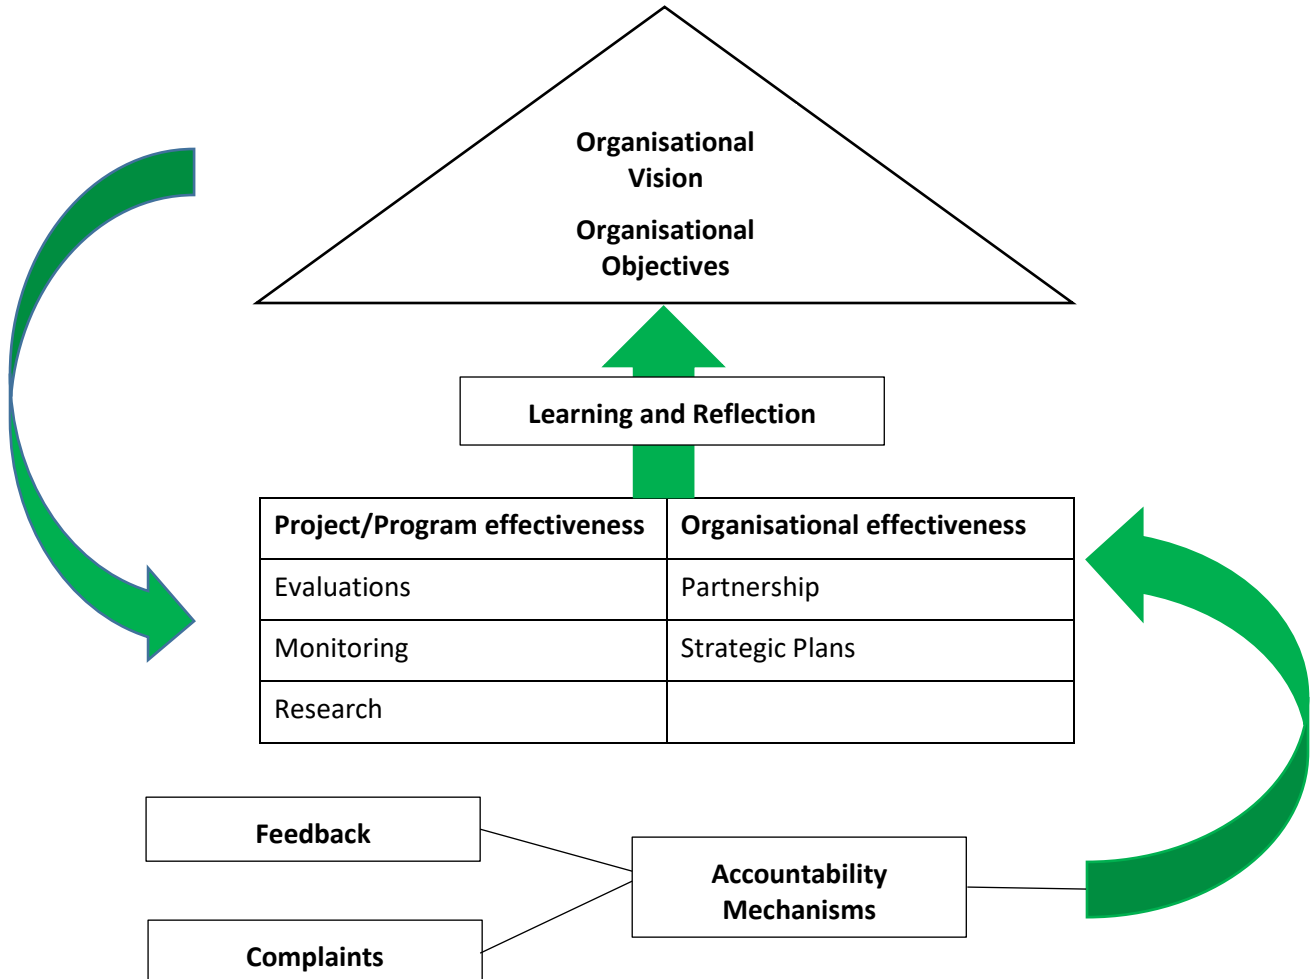 Organisational
Vision
Organisational
Objectives
Learning and Reflection
Project/Program effectiveness
Organisational effectiveness
Evaluations
Partnership
Monitoring
Strategic Plans
Research
Feedback
Accountability
Mechanisms
Complaints